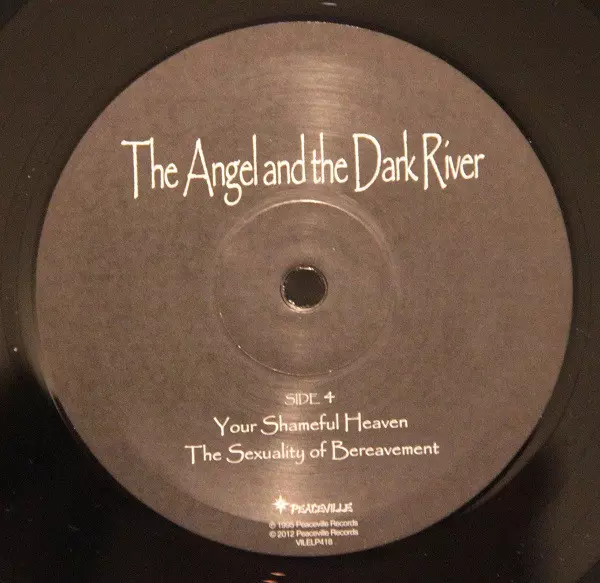 The Angel and the Dark River
SIDE 4
Your Shameful Heaven
The Sexuality of Bereavement
PEACEVILLE
℗ 1995 Peaceville Records
© 2012 Peaceville Records
VILELP418